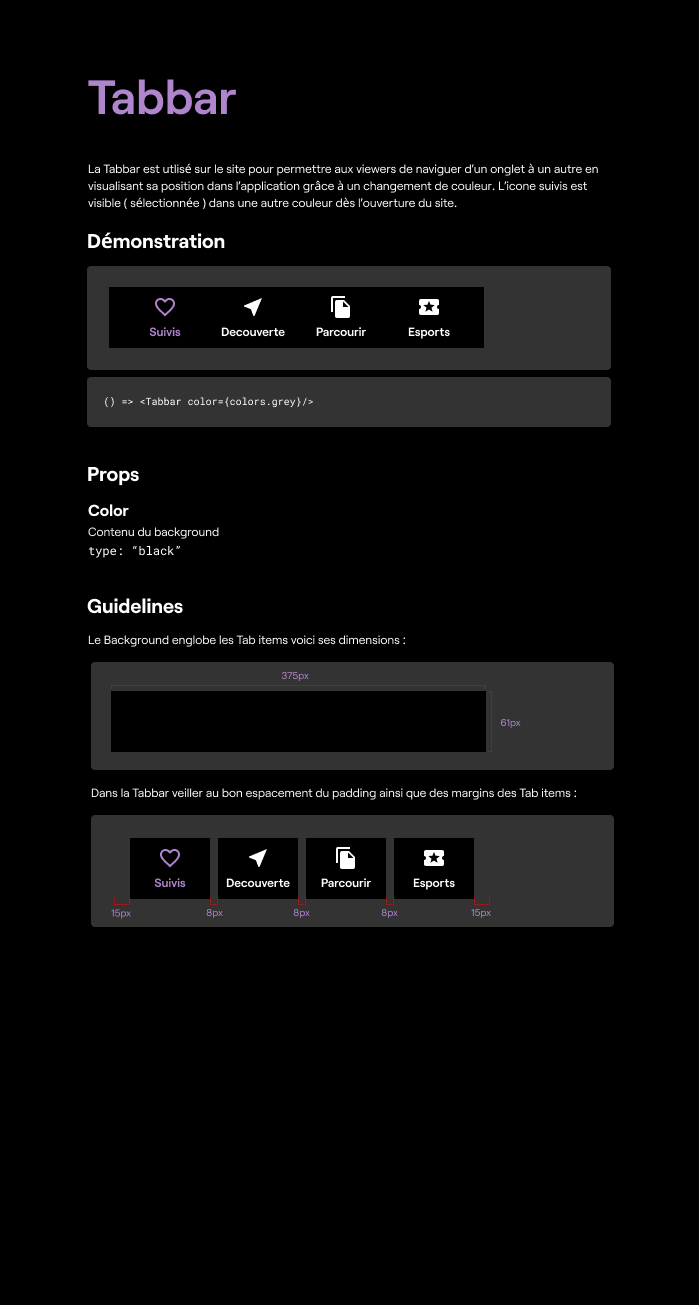 Tabbar
La Tabbar est utlisé sur le site pour permettre aux viewers de naviguer d’un onglet à un autre en
visualisant sa position dans l’application grâce à un changement de couleur. L’icone suivis est
visible ( sélectionnée ) dans une autre couleur dès l’ouverture du site.
Démonstration
Suivis Decouverte Parcourir Esports
() => <Tabbar color={colors.grey}/>
Props
Color
Contenu du background
type: “black”
Guidelines
Le Background englobe les Tab items voici ses dimensions :
375px
61px
Dans la Tabbar veiller au bon espacement du padding ainsi que des margins des Tab items :
Suivis Decouverte Parcourir Esports
15px 8px 8px 8px 15px